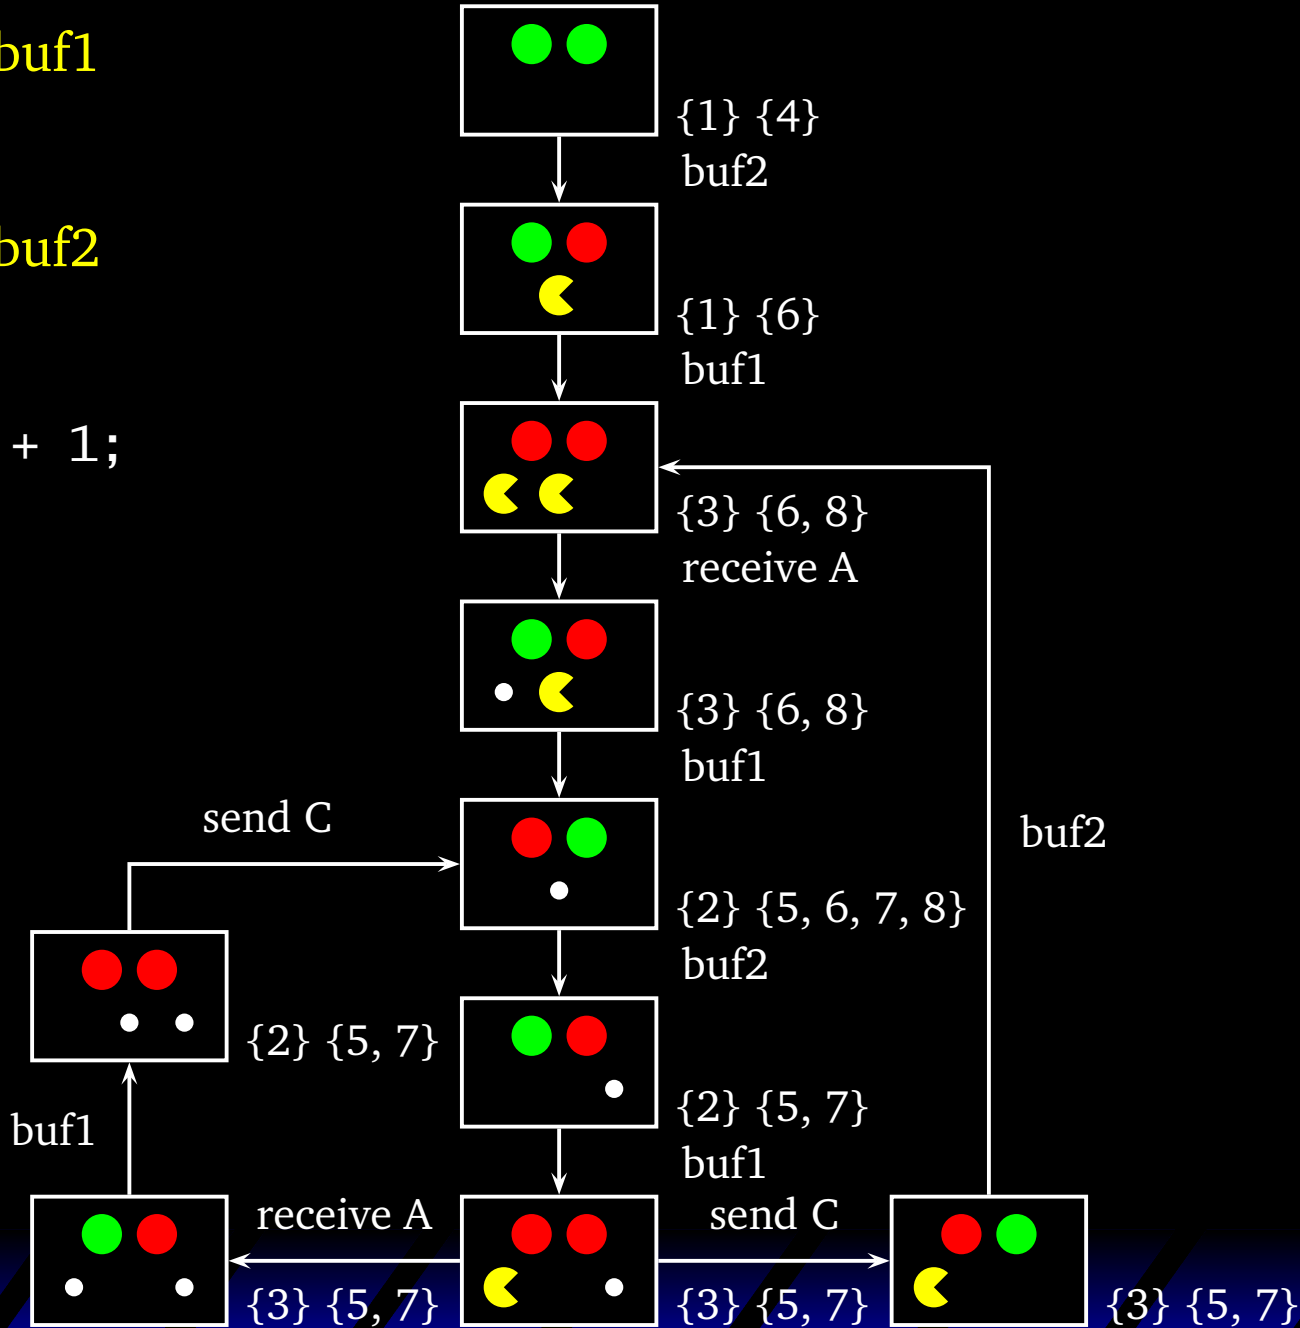 buf1
{1} {4}
buf2
buf2
{1} {6}
buf1
+ 1;
{3} {6, 8}
receive A
{3} {6, 8}
buf1
send C
buf2
{2} {5, 6, 7, 8}
buf2
{2} {5, 7}
{2} {5, 7}
buf1
buf1
receive A
send C
{3} {5, 7}
{3} {5, 7}
{3} {5, 7}